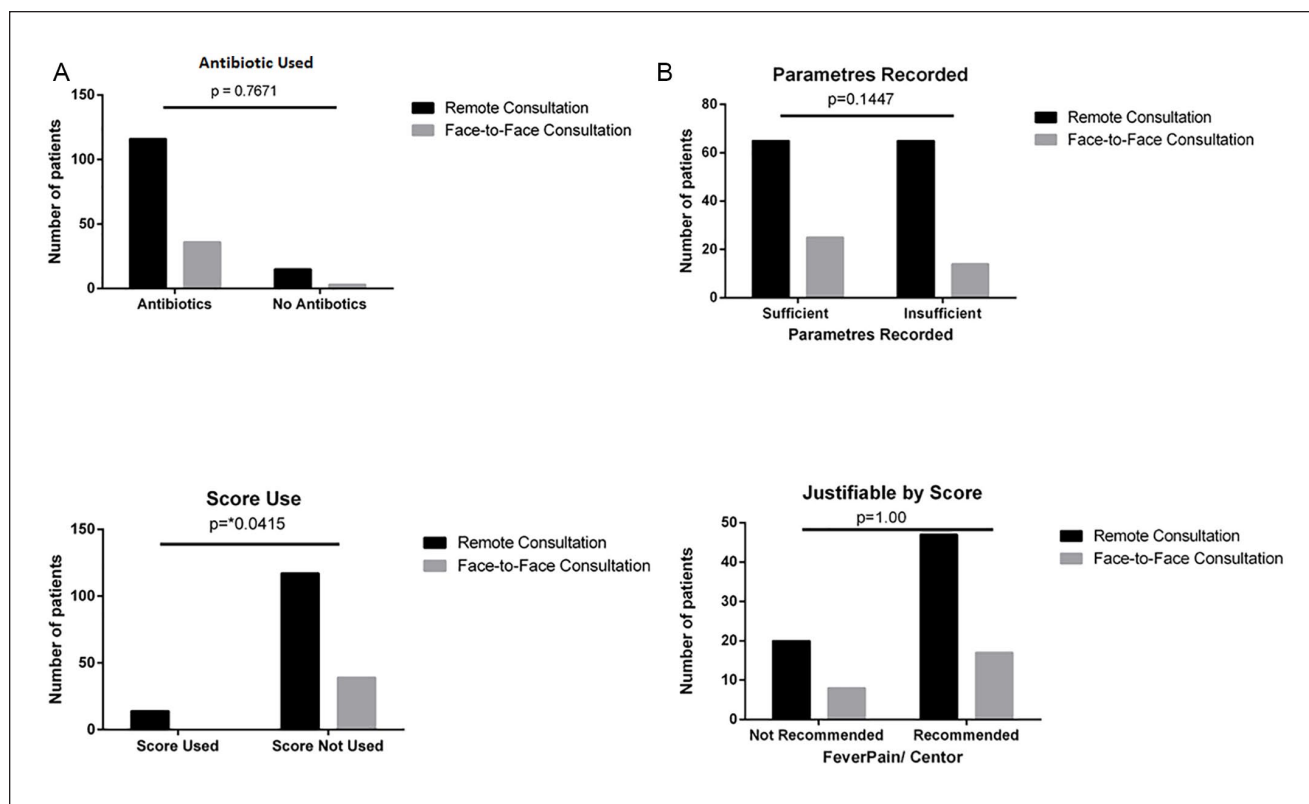 A
Antibiotic Used
p = 0.7671
150
100
50
0
Number of patients
Antibiotics
No Antibotics
Remote Consultation
Face-to-Face Consultation
B
Parametres Recorded
p=0.1447
80
60
40
20
0
Number of patients
Sufficient
Insufficient
Parametres Recorded
Remote Consultation
Face-to-Face Consultation
Score Use
p=*0.0415
150
100
50
0
Number of patients
Score Used
Score Not Used
Remote Consultation
Face-to-Face Consultation
Justifiable by Score
p=1.00
50
40
30
20
10
0
Number of patients
Not Recommended
Recommended
FeverPain/ Centor
Remote Consultation
Face-to-Face Consultation